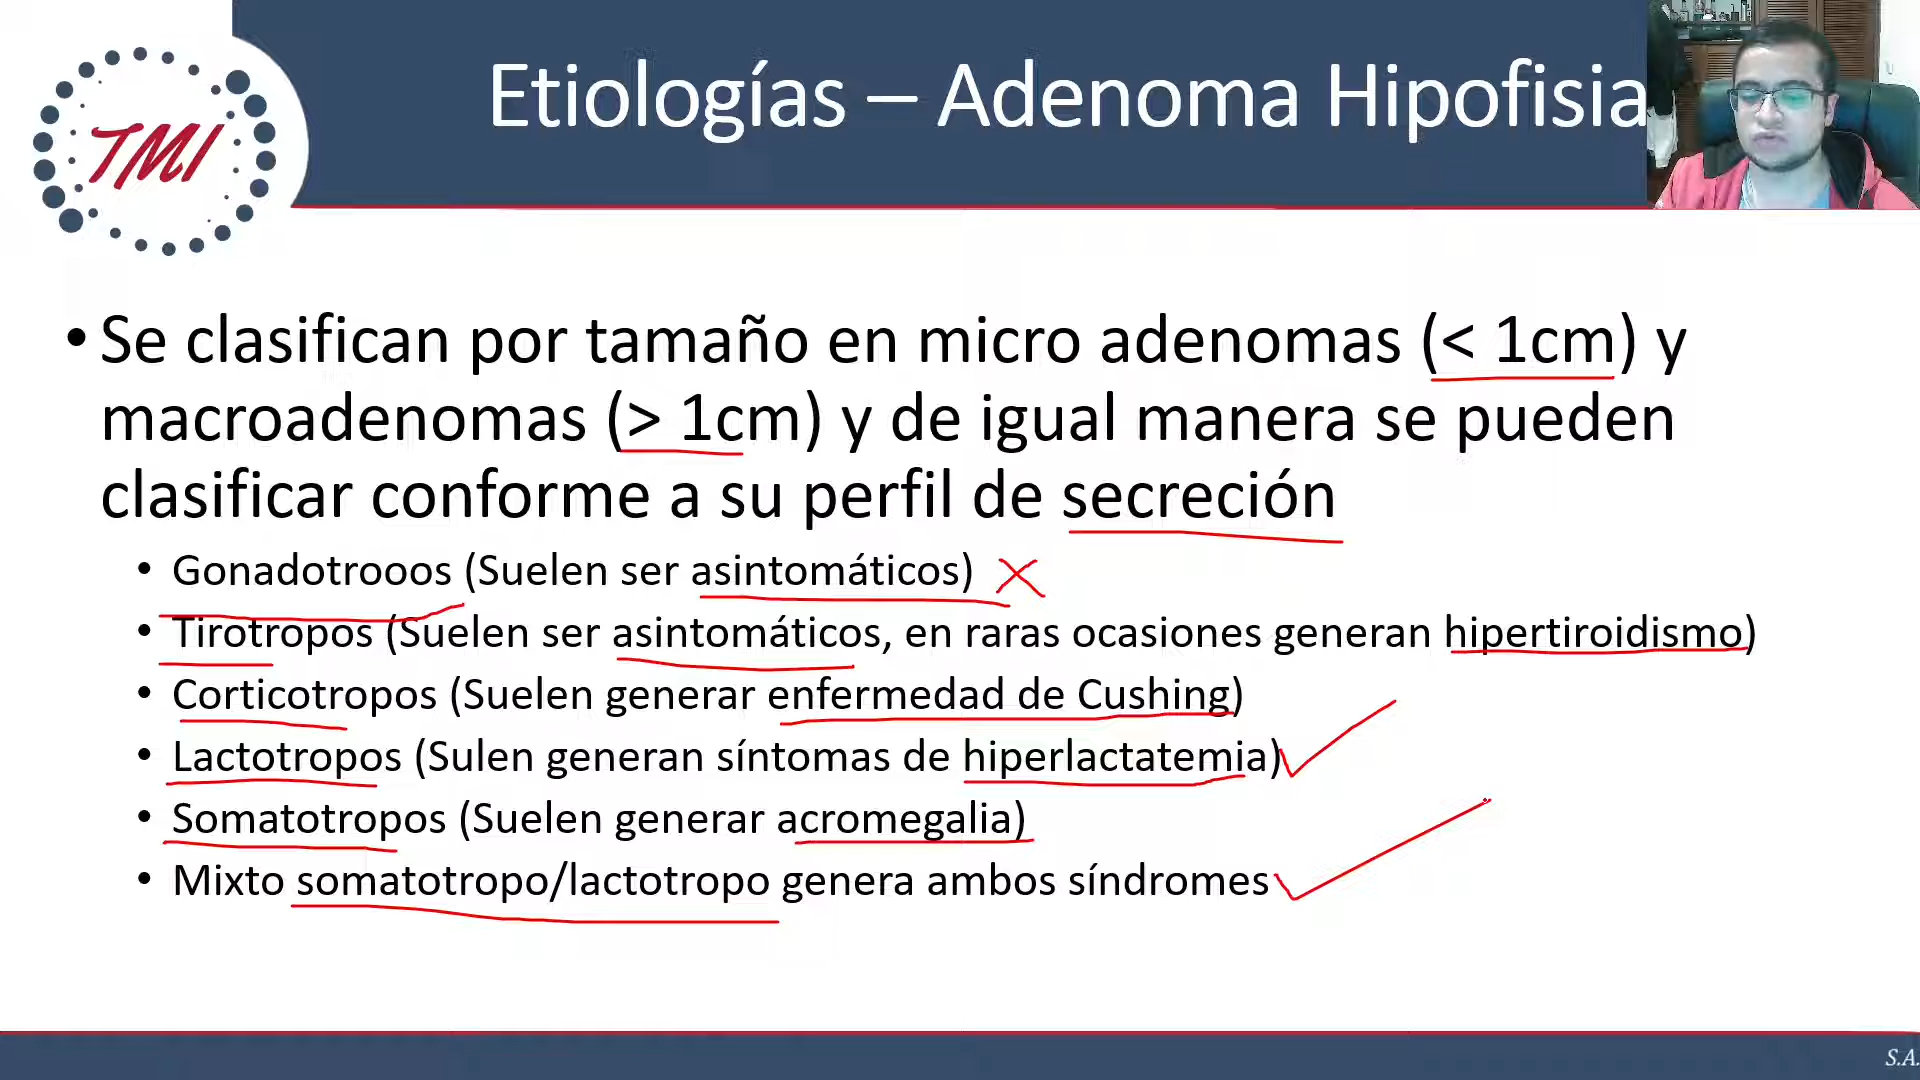 TMI
Etiologías – Adenoma Hipofisia
• Se clasifican por tamaño en micro adenomas (< 1cm) y
macroadenomas (> 1cm) y de igual manera se pueden
clasificar conforme a su perfil de secreción
• Gonadotrooos (Suelen ser asintomáticos)
• Tirotropos (Suelen ser asintomáticos, en raras ocasiones generan hipertiroidismo)
• Corticotropos (Suelen generar enfermedad de Cushing)
• Lactotropos (Sulen generan síntomas de hiperlactatemia)
• Somatotropos (Suelen generar acromegalia)
• Mixto somatotropo/lactotropo genera ambos síndromes
S.A.